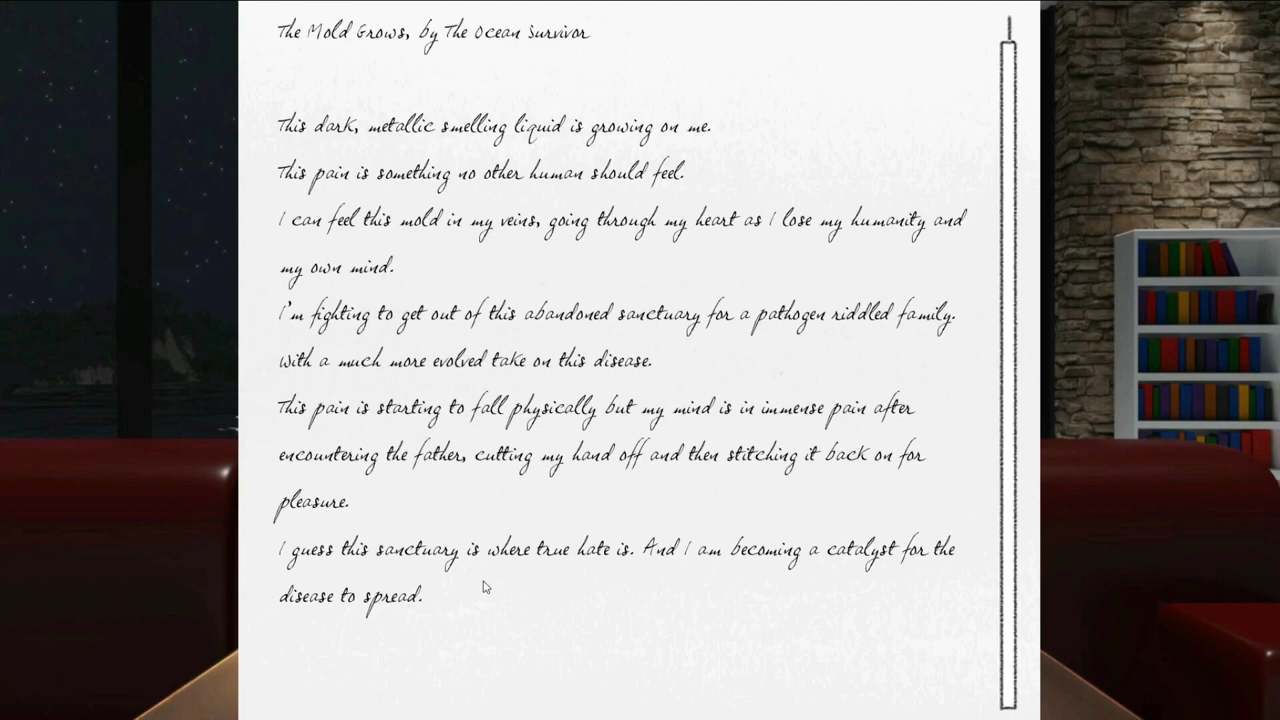 The Mold Grows, by The Ocean Survivor
This dark, metallic smelling liquid is growing on me.
This pain is something no other human should feel.
I can feel this mold in my veins, going through my heart as I lose my humanity and
my own mind.
I'm fighting to get out of this abandoned sanctuary for a pathogen riddled family.
With a much more evolved take on this disease.
This pain is starting to fall physically but my mind is in immense pain after
encountering the father, cutting my hand off and then stitching it back on for
pleasure.
I guess this sanctuary is where true hate is. And I am becoming a catalyst for the
disease to spread.